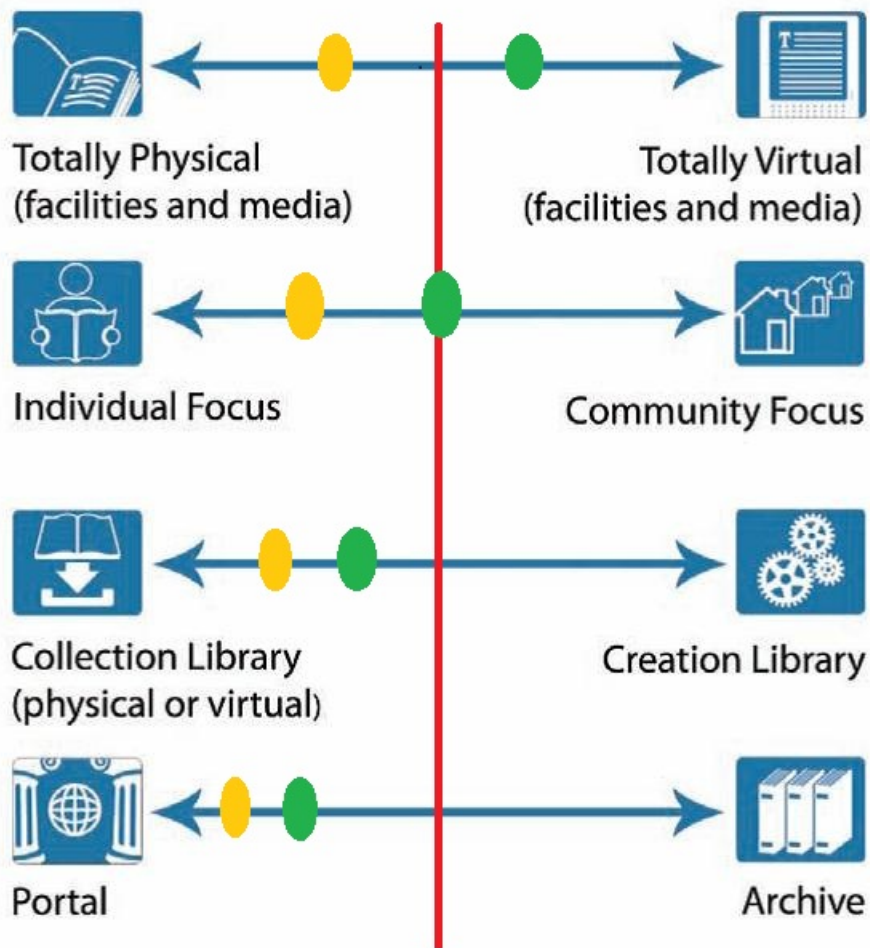 T
T
Totally Physical
(facilities and media)
Totally Virtual
(facilities and media)
Individual Focus
Community Focus
Collection Library
(physical or virtual)
Creation Library
Portal
Archive